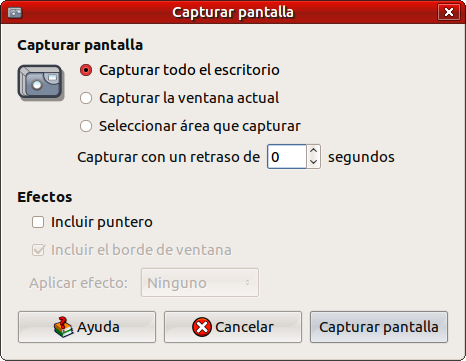 Capturar pantalla
Capturar pantalla
Capturar todo el escritorio
Capturar la ventana actual
Seleccionar área que capturar
Capturar con un retraso de 0 segundos
Efectos
Incluir puntero
Incluir el borde de ventana
Aplicar efecto: Ninguno
Ayuda Cancelar Capturar pantalla